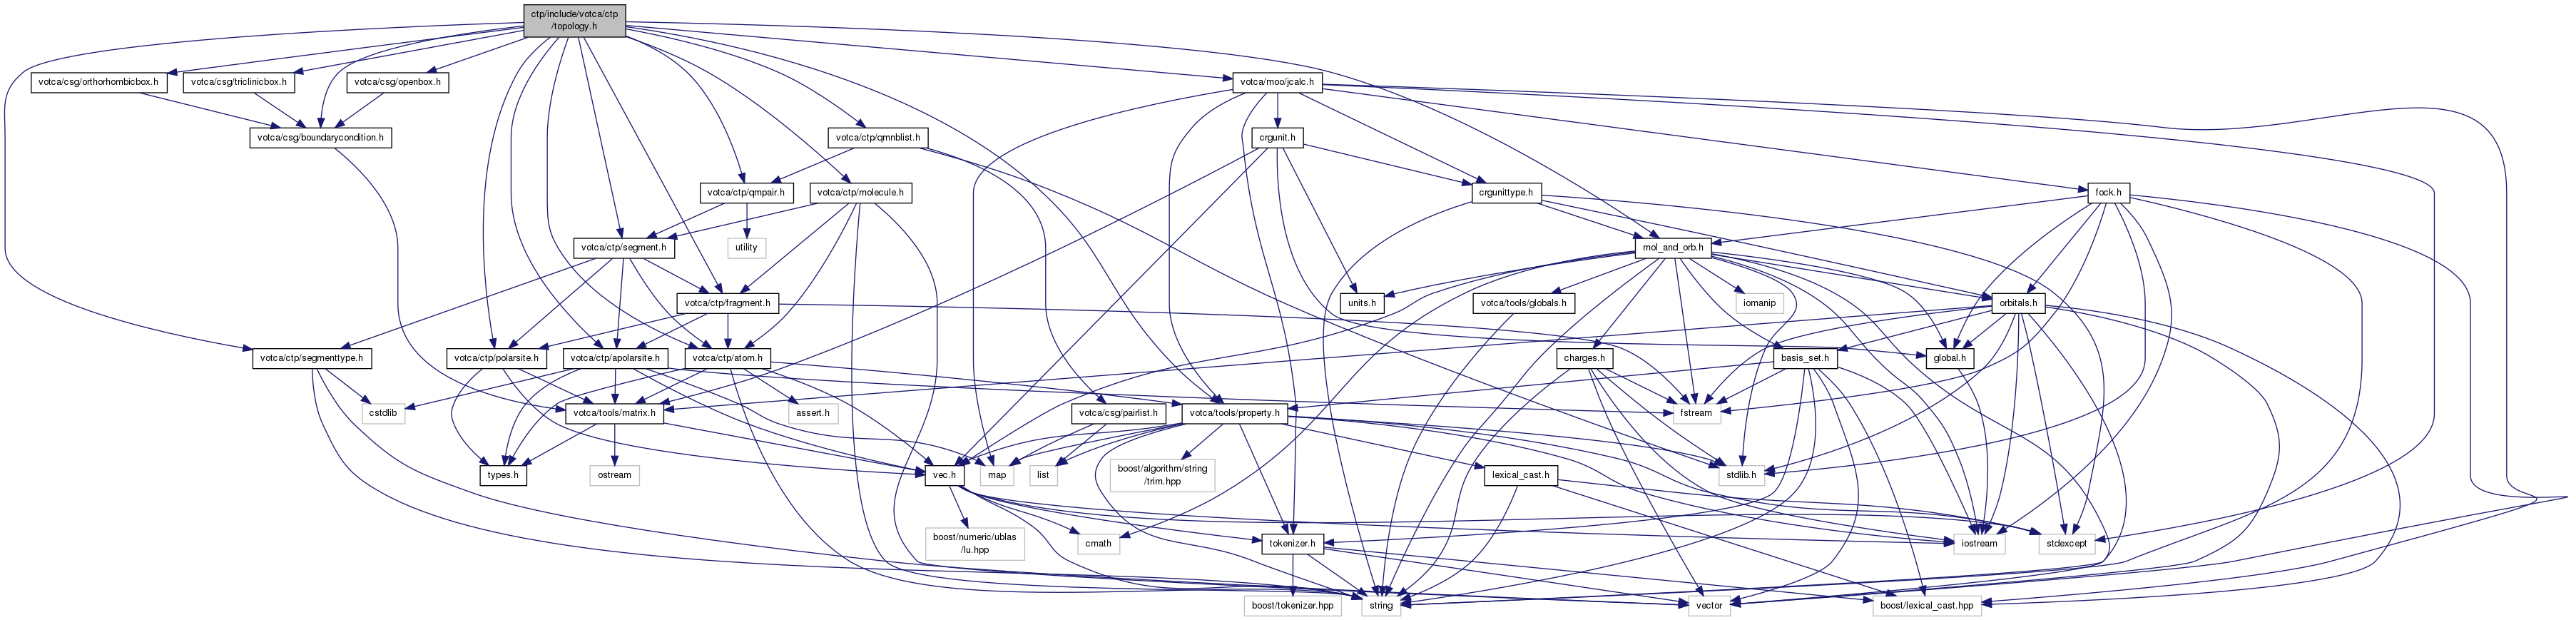 ctp/include/votca/ctp
/topology.h
votca/csg/orthorhombicbox.h
votca/csg/triclinicbox.h
votca/csg/openbox.h
votca/moo/jcalc.h
votca/csg/boundarycondition.h
votca/ctp/qmnblist.h
crgunit.h
votca/ctp/qmpair.h
votca/ctp/molecule.h
crgunittype.h
fock.h
votca/ctp/segment.h
utility
mol_and_orb.h
votca/ctp/fragment.h
units.h
votca/tools/globals.h
iomanip
orbitals.h
votca/ctp/segmenttype.h
votca/ctp/polarsite.h
votca/ctp/apolarsite.h
votca/ctp/atom.h
charges.h
basis_set.h
global.h
cstdlib
votca/tools/matrix.h
assert.h
votca/csg/pairlist.h
votca/tools/property.h
fstream
types.h
ostream
vec.h
map
list
boost/algorithm/string
/trim.hpp
lexical_cast.h
stdlib.h
boost/numeric/ublas
/lu.hpp
cmath
tokenizer.h
iostream
stdexcept
boost/tokenizer.hpp
string
vector
boost/lexical_cast.hpp